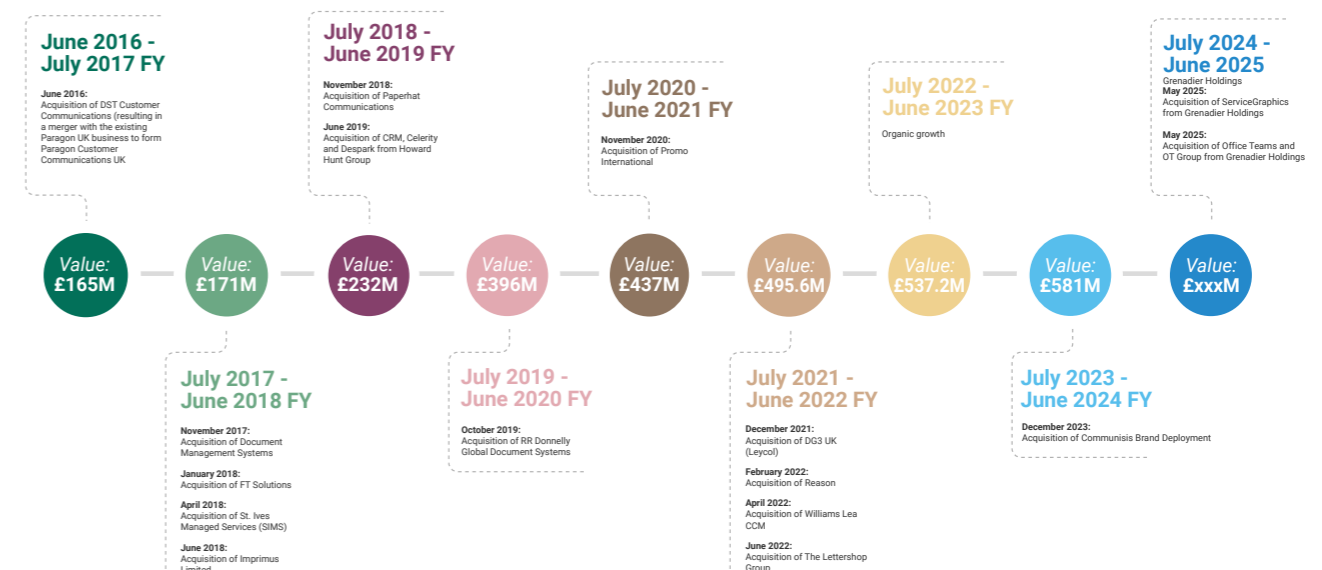 June 2016 -
July 2017 FY
June 2016:
Acquisition of DST Customer
Communications (resulting in
a merger with the existing
Paragon UK business to form
Paragon Customer
Communications UK
July 2018 -
June 2019 FY
November 2018:
Acquisition of Paperhat
Communications
June 2019:
Acquisition of CRM, Celerity
and Despark from Howard
Hunt Group
July 2020 -
June 2021 FY
November 2020:
Acquisition of Promo
International
July 2022 -
June 2023 FY
Organic growth
July 2024 -
June 2025
Grenadier Holdings
May 2025:
Acquisition of ServiceGraphics
from Grenadier Holdings
May 2025:
Acquisition of Office Teams and
OT Group from Grenadier Holdings
Value:
£165M
Value:
£171M
Value:
£232M
Value:
£396M
Value:
£437M
Value:
£495.6M
Value:
£537.2M
Value:
£581M
Value:
£xxxM
July 2017 -
June 2018 FY
November 2017:
Acquisition of Document
Management Systems
January 2018:
Acquisition of FT Solutions
April 2018:
Acquisition of St. Ives
Managed Services (SIMS)
June 2018:
Acquisition of Imprimus
Limited
July 2019 -
June 2020 FY
October 2019:
Acquisition of RR Donnelly
Global Document Systems
July 2021 -
June 2022 FY
December 2021:
Acquisition of DG3 UK
(Leycol)
February 2022:
Acquisition of Reason
April 2022:
Acquisition of Williams Lea
CCM
June 2022:
Acquisition of The Lettershop
Group
July 2023 -
June 2024 FY
December 2023:
Acquisition of Communisis Brand Deployment